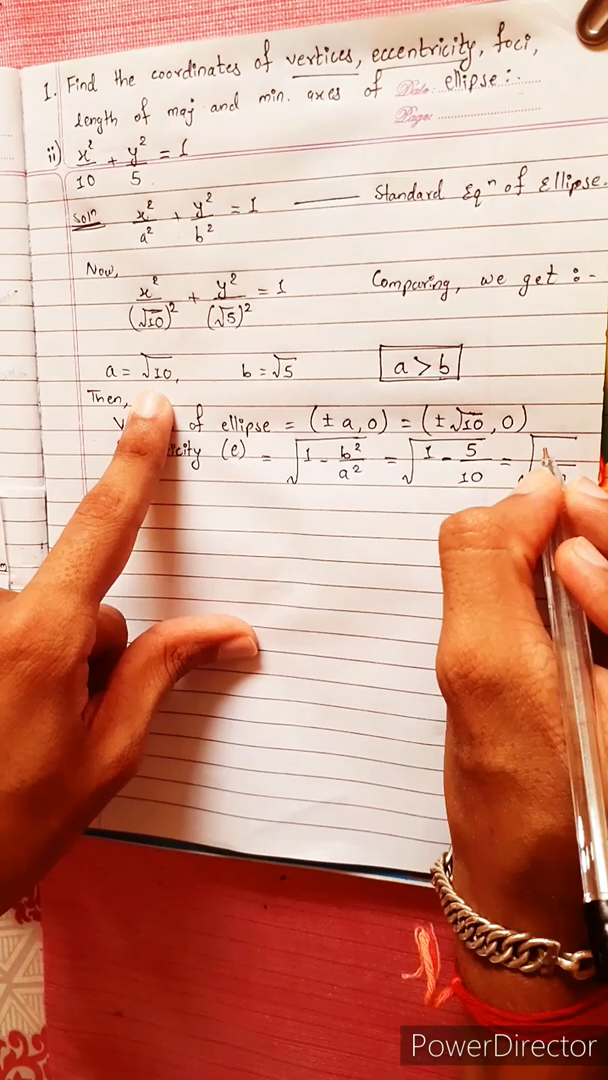 1. Find the coordinates of vertices, eccentricity, foci,
length of maj and min. axes of ellipse :.
Date: ..................
Page: ..................
ii) x²/10 + y²/5 = 1
Solⁿ x²/a² + y²/b² = 1 —— Standard Eqⁿ of Ellipse.
Now,
x²/(√10)² + y²/(√5)² = 1 Comparing, we get :-
a = √10, b = √5 a > b
Then,
of ellipse = (± a, 0) = (± √10, 0)
(e) = √(1 - b²/a²) = √(1 - 5/10) = √
PowerDirector